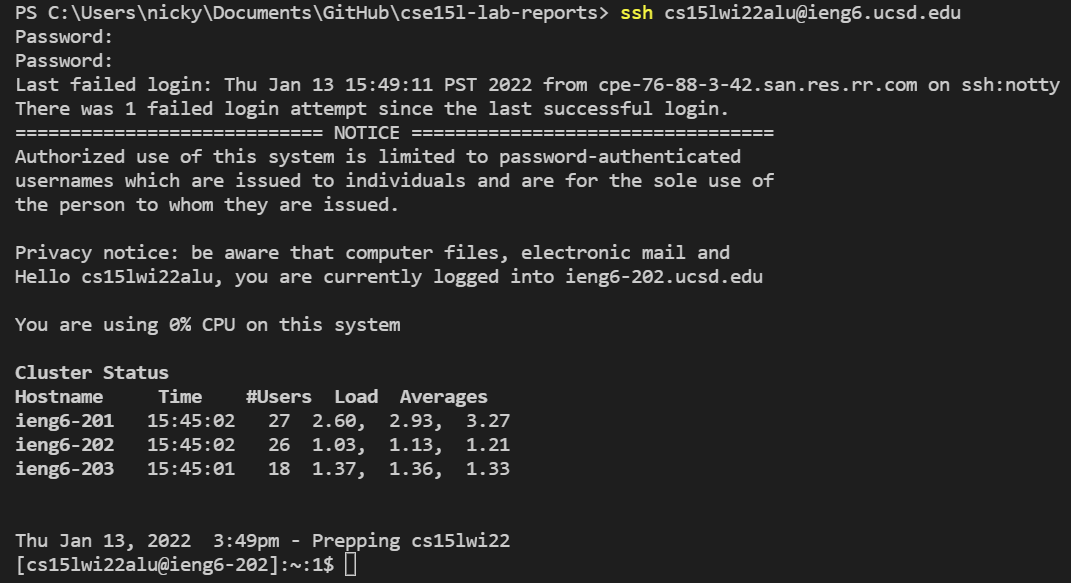 PS C:\Users\nicky\Documents\GitHub\cse15l-lab-reports> ssh cs15lwi22alu@ieng6.ucsd.edu
Password:
Password:
Last failed login: Thu Jan 13 15:49:11 PST 2022 from cpe-76-88-3-42.san.res.rr.com on ssh:notty
There was 1 failed login attempt since the last successful login.
============================ NOTICE =================================
Authorized use of this system is limited to password-authenticated
usernames which are issued to individuals and are for the sole use of
the person to whom they are issued.
Privacy notice: be aware that computer files, electronic mail and
Hello cs15lwi22alu, you are currently logged into ieng6-202.ucsd.edu
You are using 0% CPU on this system
Cluster Status
Hostname     Time    #Users  Load  Averages
ieng6-201   15:45:02   27  2.60,  2.93,  3.27
ieng6-202   15:45:02   26  1.03,  1.13,  1.21
ieng6-203   15:45:01   18  1.37,  1.36,  1.33
Thu Jan 13, 2022  3:49pm - Prepping cs15lwi22
[cs15lwi22alu@ieng6-202]:~:1$